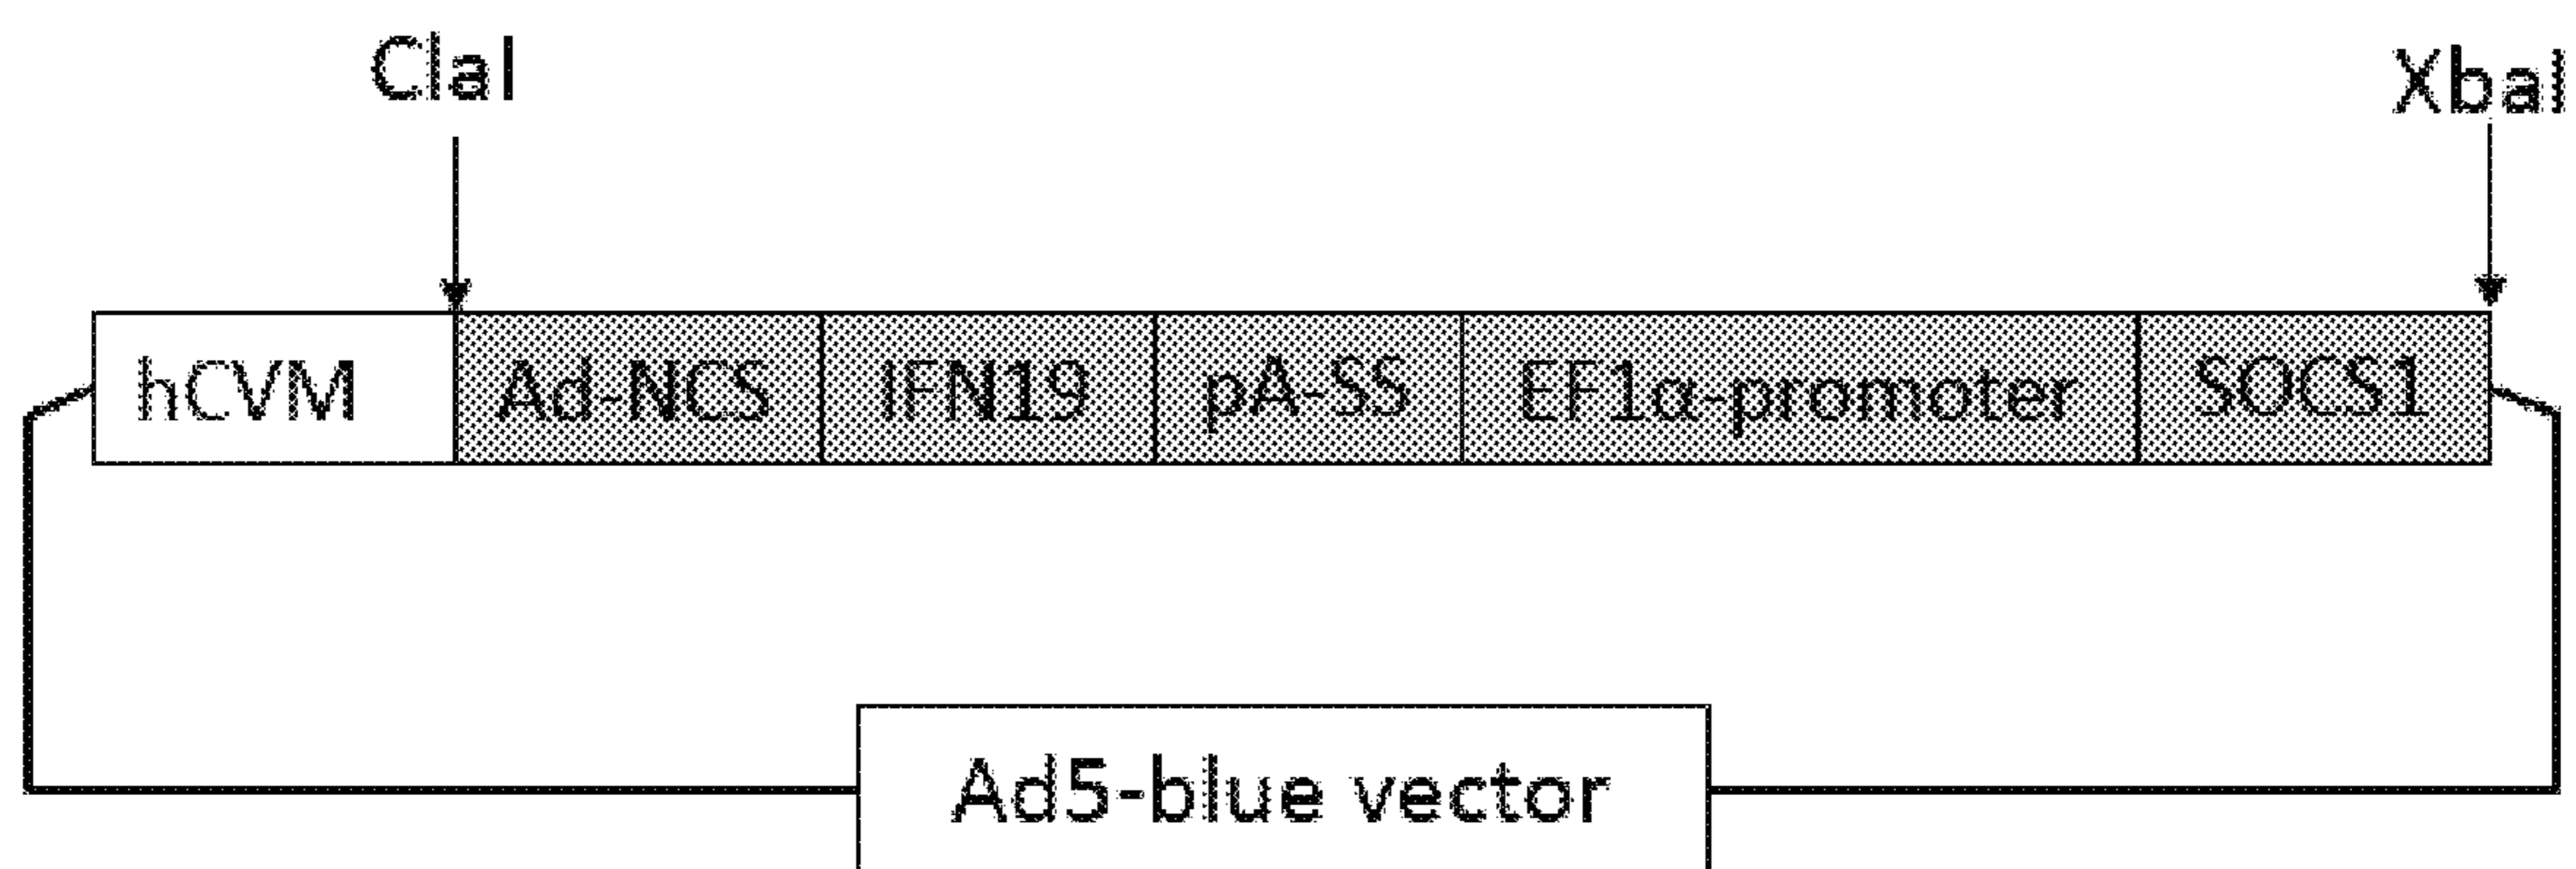 ClaI XbaI
hCVM Ad-NCS IFN19 pA-SS EF1α-promoter SOCS1
Ad5-blue vector